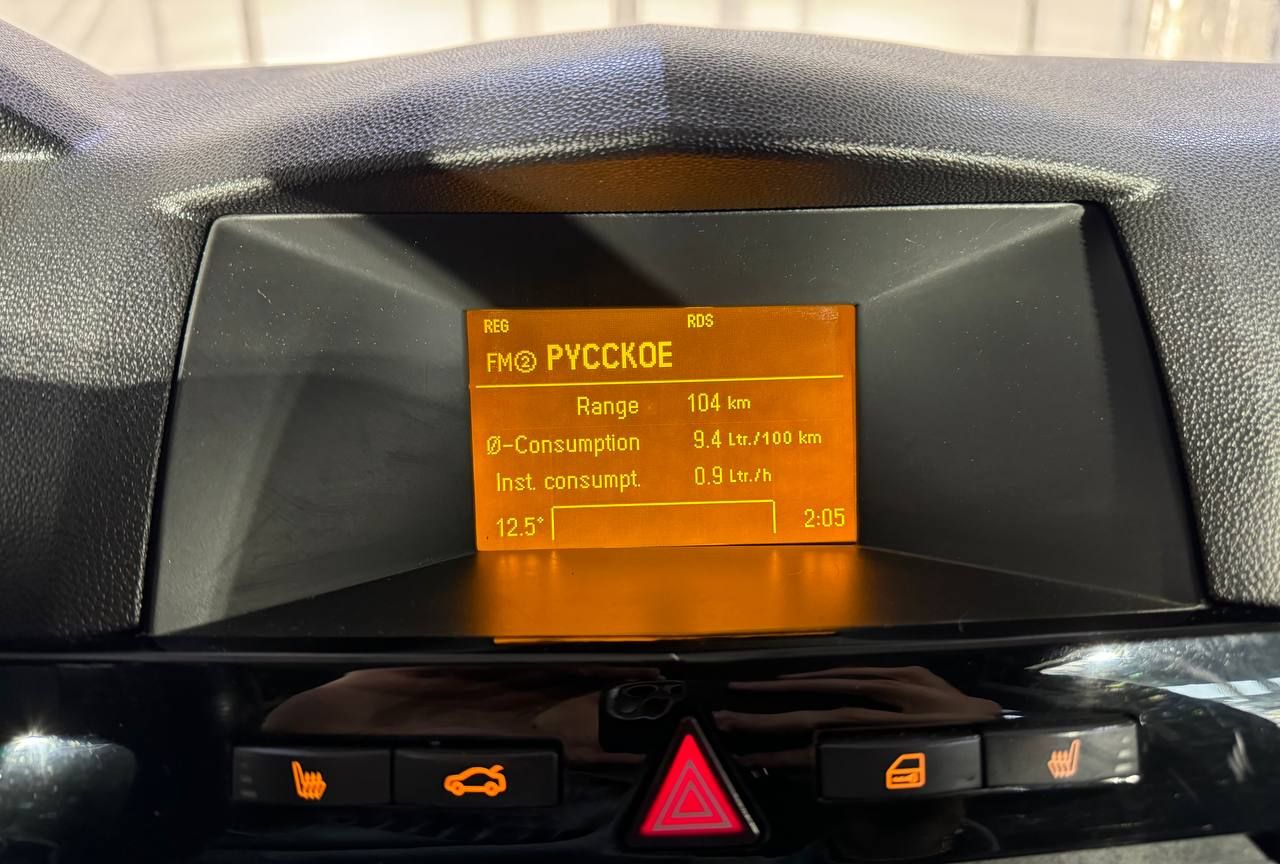 REG RDS
FM② РУССКОЕ
Range 104 km
Ø-Consumption 9.4 Ltr./100 km
Inst. consumpt. 0.9 Ltr./h
12.5° 2:05